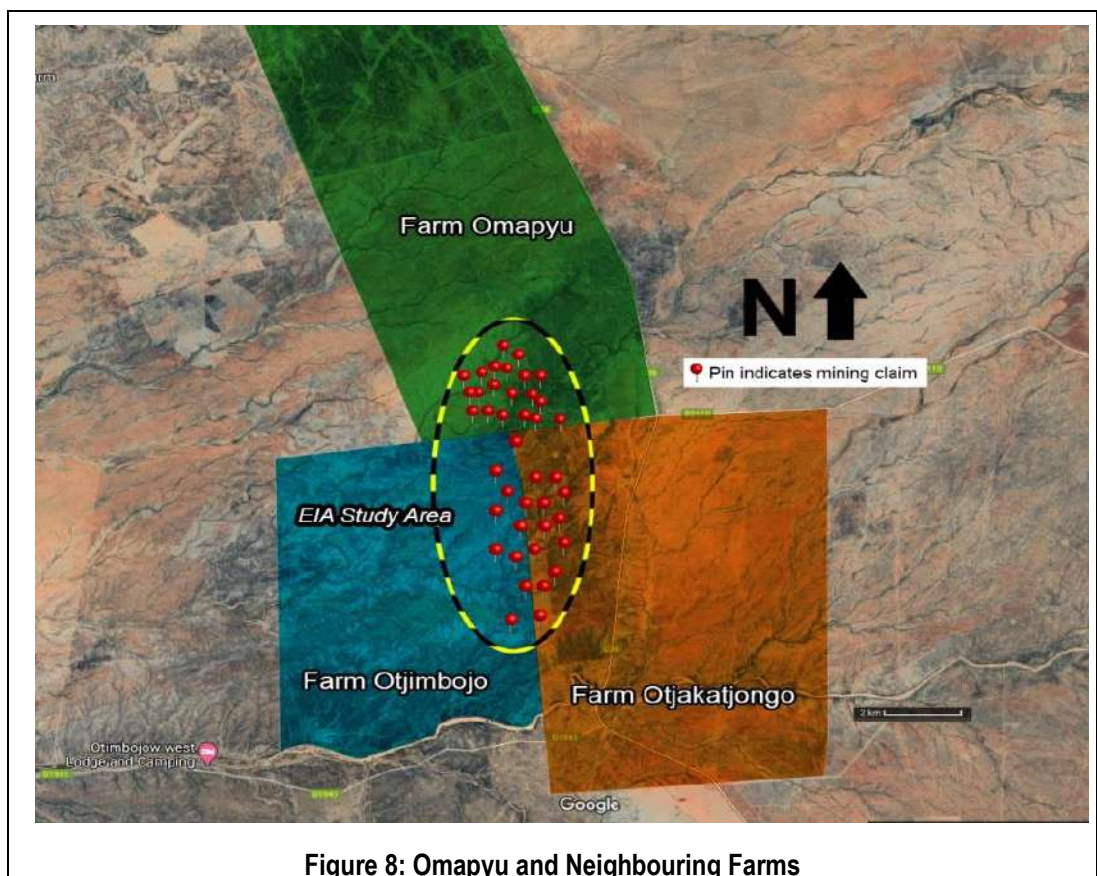 arm
Farm Omapyu
N
Pin indicates mining claim
EIA Study Area
Farm Otjimbojo
Farm Otjakatjongo
2 km
Otimbojow west
Lodge and Camping
Google
Figure 8: Omapyu and Neighbouring Farms